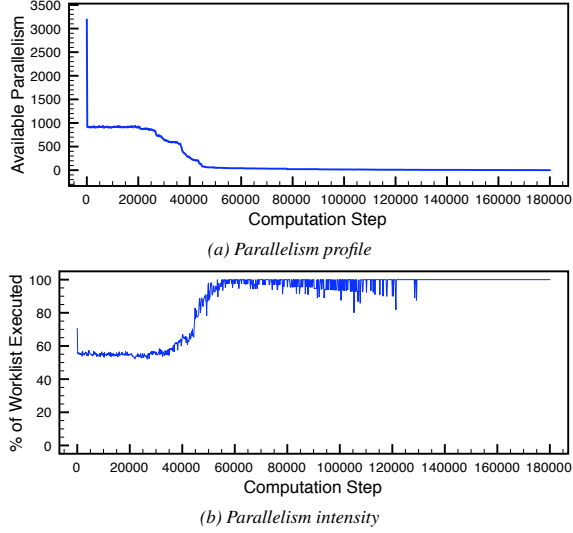 3500
3000
2500
2000
1500
1000
500
0
Available Parallelism
0 20000 40000 60000 80000 100000 120000 140000 160000 180000
Computation Step
(a) Parallelism profile
100
80
60
40
20
0
% of Worklist Executed
0 20000 40000 60000 80000 100000 120000 140000 160000 180000
Computation Step
(b) Parallelism intensity